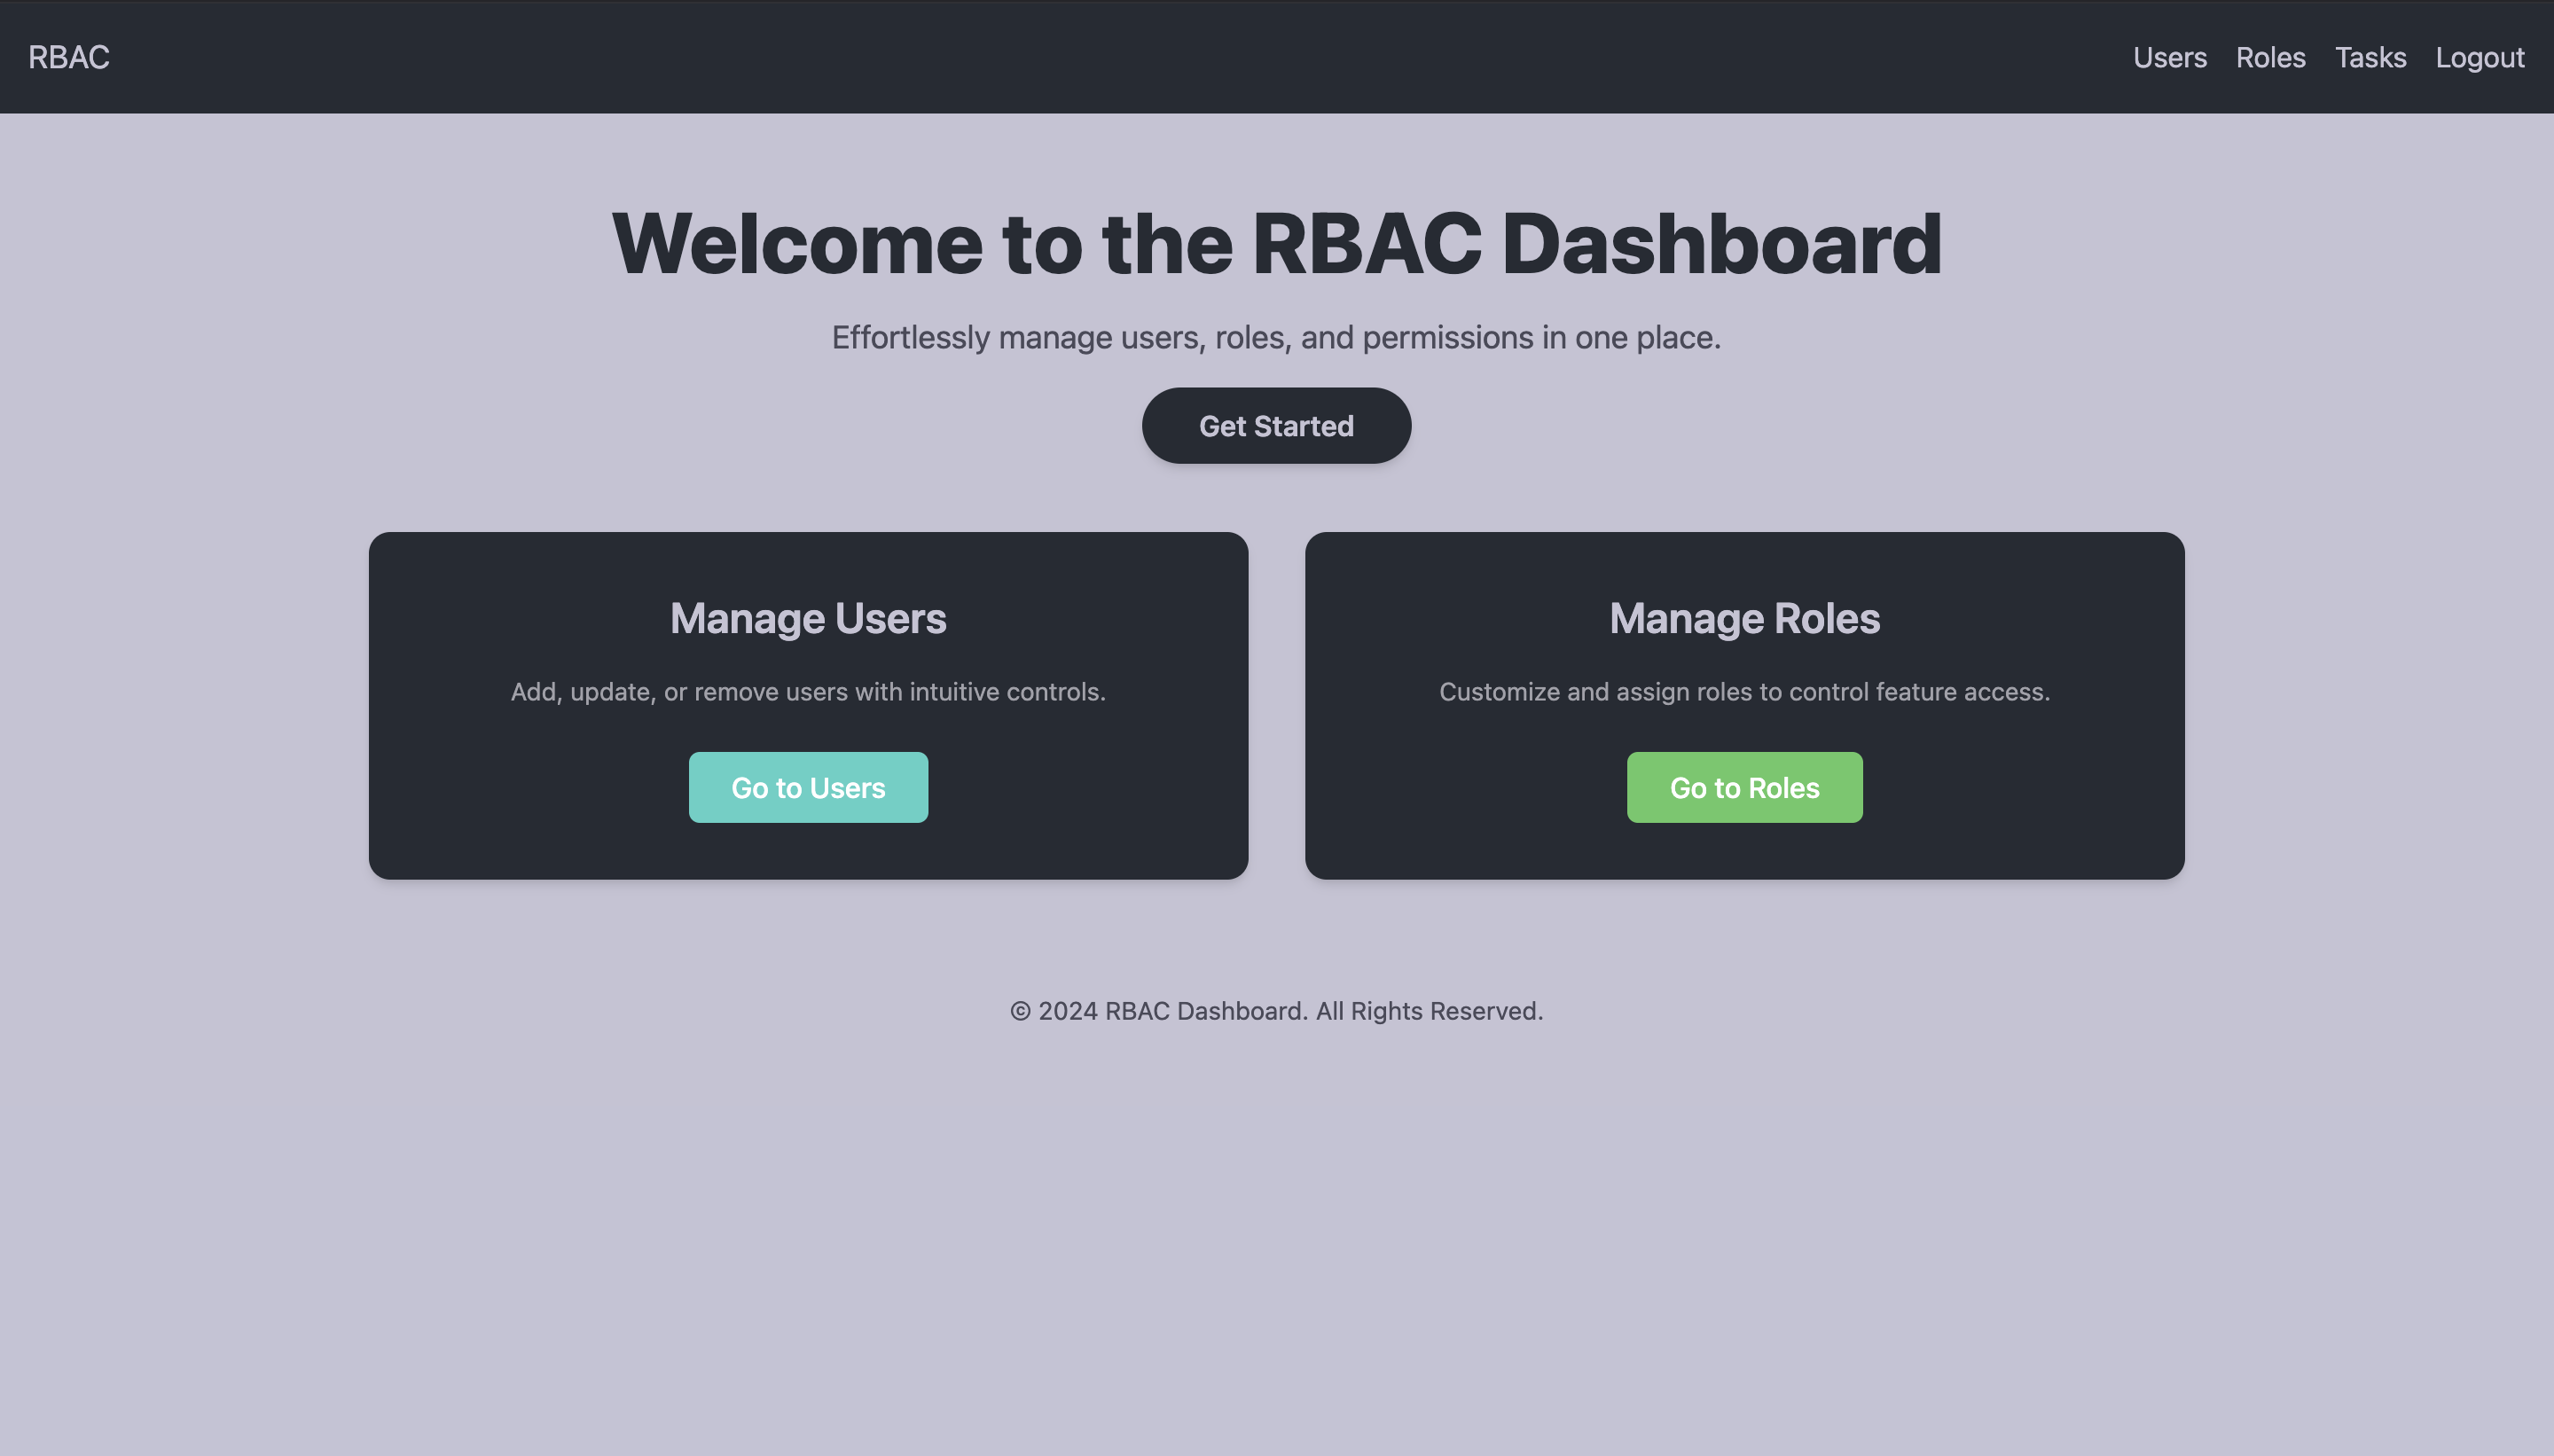 RBAC
Users Roles Tasks Logout
Welcome to the RBAC Dashboard
Effortlessly manage users, roles, and permissions in one place.
Get Started
Manage Users
Add, update, or remove users with intuitive controls.
Go to Users
Manage Roles
Customize and assign roles to control feature access.
Go to Roles
© 2024 RBAC Dashboard. All Rights Reserved.